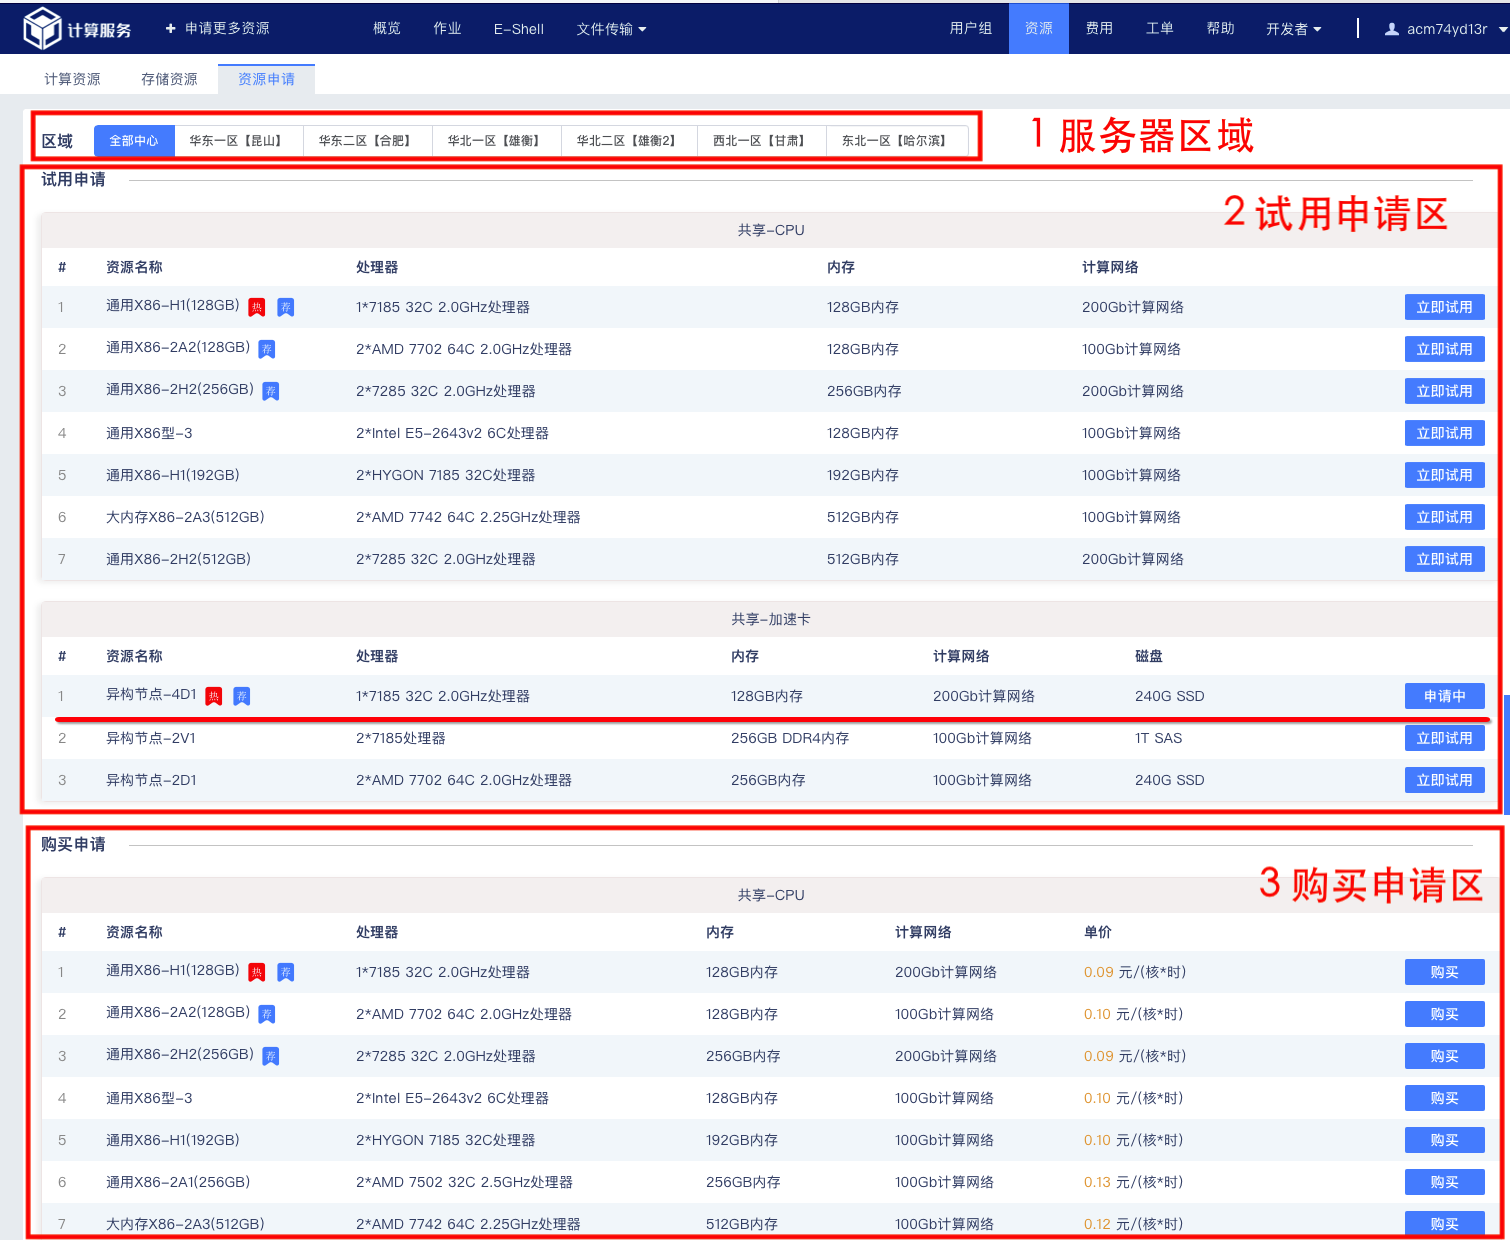 计算服务 + 申请更多资源 概览 作业 E-Shell 文件传输 用户组 资源 费用 工单 帮助 开发者 acm74yd13r
计算资源 存储资源 资源申请
区域 全部中心 华东一区【昆山】 华东二区【合肥】 华北一区【雄衡】 华北二区【雄衡2】 西北一区【甘肃】 东北一区【哈尔滨】 1 服务器区域
试用申请
2 试用申请区
共享-CPU
# 资源名称 处理器 内存 计算网络
1 通用X86-H1(128GB) 热 荐 1*7185 32C 2.0GHz处理器 128GB内存 200Gb计算网络 立即试用
2 通用X86-2A2(128GB) 荐 2*AMD 7702 64C 2.0GHz处理器 128GB内存 100Gb计算网络 立即试用
3 通用X86-2H2(256GB) 荐 2*7285 32C 2.0GHz处理器 256GB内存 200Gb计算网络 立即试用
4 通用X86型-3 2*Intel E5-2643v2 6C处理器 128GB内存 100Gb计算网络 立即试用
5 通用X86-H1(192GB) 2*HYGON 7185 32C处理器 192GB内存 100Gb计算网络 立即试用
6 大内存X86-2A3(512GB) 2*AMD 7742 64C 2.25GHz处理器 512GB内存 100Gb计算网络 立即试用
7 通用X86-2H2(512GB) 2*7285 32C 2.0GHz处理器 512GB内存 200Gb计算网络 立即试用
共享-加速卡
# 资源名称 处理器 内存 计算网络 磁盘
1 异构节点-4D1 热 荐 1*7185 32C 2.0GHz处理器 128GB内存 200Gb计算网络 240G SSD 申请中
2 异构节点-2V1 2*7185处理器 256GB DDR4内存 100Gb计算网络 1T SAS 立即试用
3 异构节点-2D1 2*AMD 7702 64C 2.0GHz处理器 256GB内存 100Gb计算网络 240G SSD 立即试用
购买申请
3 购买申请区
共享-CPU
# 资源名称 处理器 内存 计算网络 单价
1 通用X86-H1(128GB) 热 荐 1*7185 32C 2.0GHz处理器 128GB内存 200Gb计算网络 0.09 元/(核*时) 购买
2 通用X86-2A2(128GB) 荐 2*AMD 7702 64C 2.0GHz处理器 128GB内存 100Gb计算网络 0.10 元/(核*时) 购买
3 通用X86-2H2(256GB) 荐 2*7285 32C 2.0GHz处理器 256GB内存 200Gb计算网络 0.09 元/(核*时) 购买
4 通用X86型-3 2*Intel E5-2643v2 6C处理器 128GB内存 100Gb计算网络 0.10 元/(核*时) 购买
5 通用X86-H1(192GB) 2*HYGON 7185 32C处理器 192GB内存 100Gb计算网络 0.10 元/(核*时) 购买
6 通用X86-2A1(256GB) 2*AMD 7502 32C 2.5GHz处理器 256GB内存 100Gb计算网络 0.13 元/(核*时) 购买
7 大内存X86-2A3(512GB) 2*AMD 7742 64C 2.25GHz处理器 512GB内存 100Gb计算网络 0.12 元/(核*时) 购买